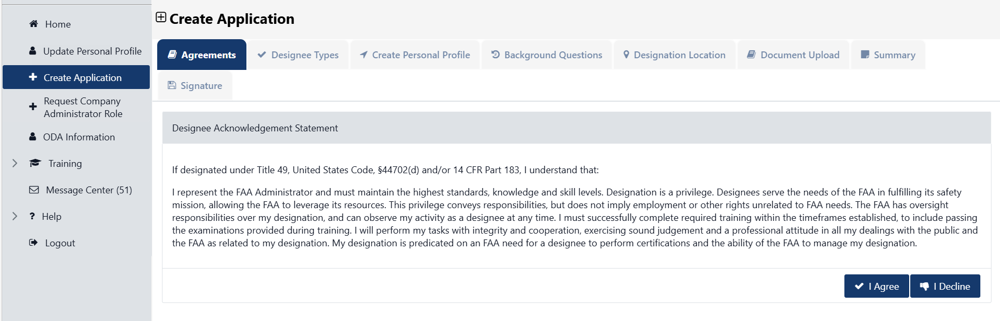 Home
Update Personal Profile
Create Application
Request Company
Administrator Role
ODA Information
Training
Message Center (51)
Help
Logout
Create Application
Agreements
Designee Types
Create Personal Profile
Background Questions
Designation Location
Document Upload
Summary
Signature
Designee Acknowledgement Statement
If designated under Title 49, United States Code, §44702(d) and/or 14 CFR Part 183, I understand that:
I represent the FAA Administrator and must maintain the highest standards, knowledge and skill levels. Designation is a privilege. Designees serve the needs of the FAA in fulfilling its safety
mission, allowing the FAA to leverage its resources. This privilege conveys responsibilities, but does not imply employment or other rights unrelated to FAA needs. The FAA has oversight
responsibilities over my designation, and can observe my activity as a designee at any time. I must successfully complete required training within the timeframes established, to include passing
the examinations provided during training. I will perform my tasks with integrity and cooperation, exercising sound judgement and a professional attitude in all my dealings with the public and
the FAA as related to my designation. My designation is predicated on an FAA need for a designee to perform certifications and the ability of the FAA to manage my designation.
I Agree
I Decline